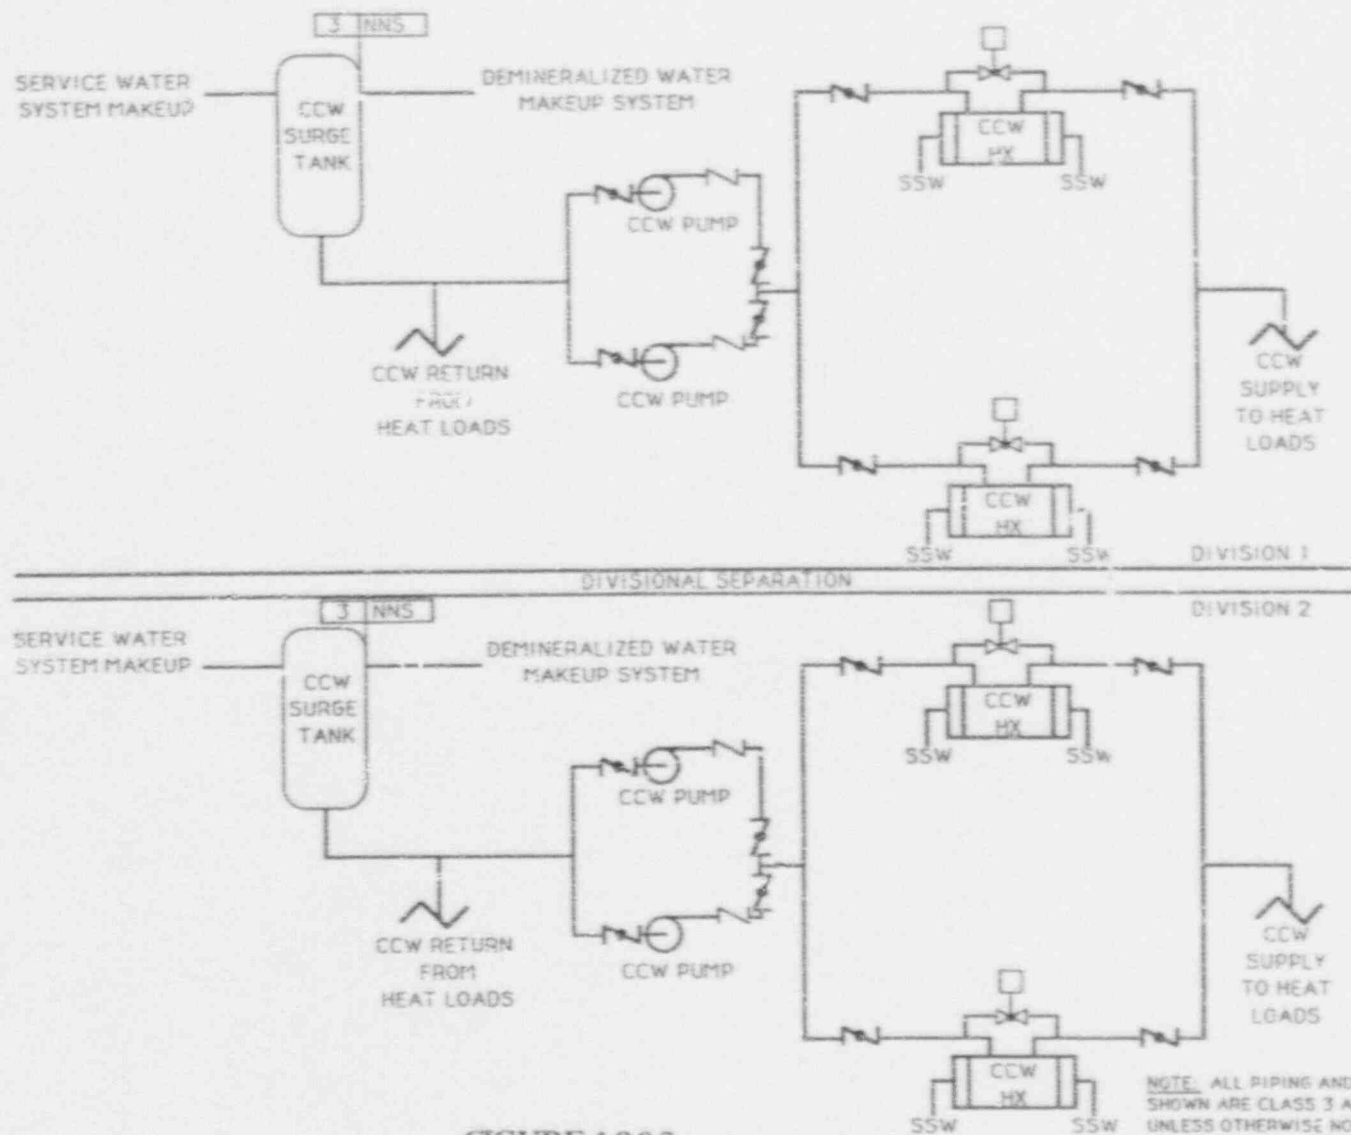 3 NNS
SERVICE WATER
SYSTEM MAKEUP
CCW
SURGE
TANK
DEMINERALIZED WATER
MAKEUP SYSTEM
CCW
HX
SSW
SSW
CCW PUMP
CCW PUMP
CCW RETURN
HEAT LOADS
CCW
SUPPLY
TO HEAT
LOADS
CCW
HX
SSW
SSW
DIVISION 1
DIVISIONAL SEPARATION
DIVISION 2
3 NNS
SERVICE WATER
SYSTEM MAKEUP
CCW
SURGE
TANK
DEMINERALIZED WATER
MAKEUP SYSTEM
CCW
HX
SSW
SSW
CCW PUMP
CCW PUMP
CCW RETURN
FROM
HEAT LOADS
CCW
SUPPLY
TO HEAT
LOADS
CCW
HX
SSW
SSW
NOTE: ALL PIPING AND
SHOWN ARE CLASS 3 A
UNLESS OTHERWISE NO